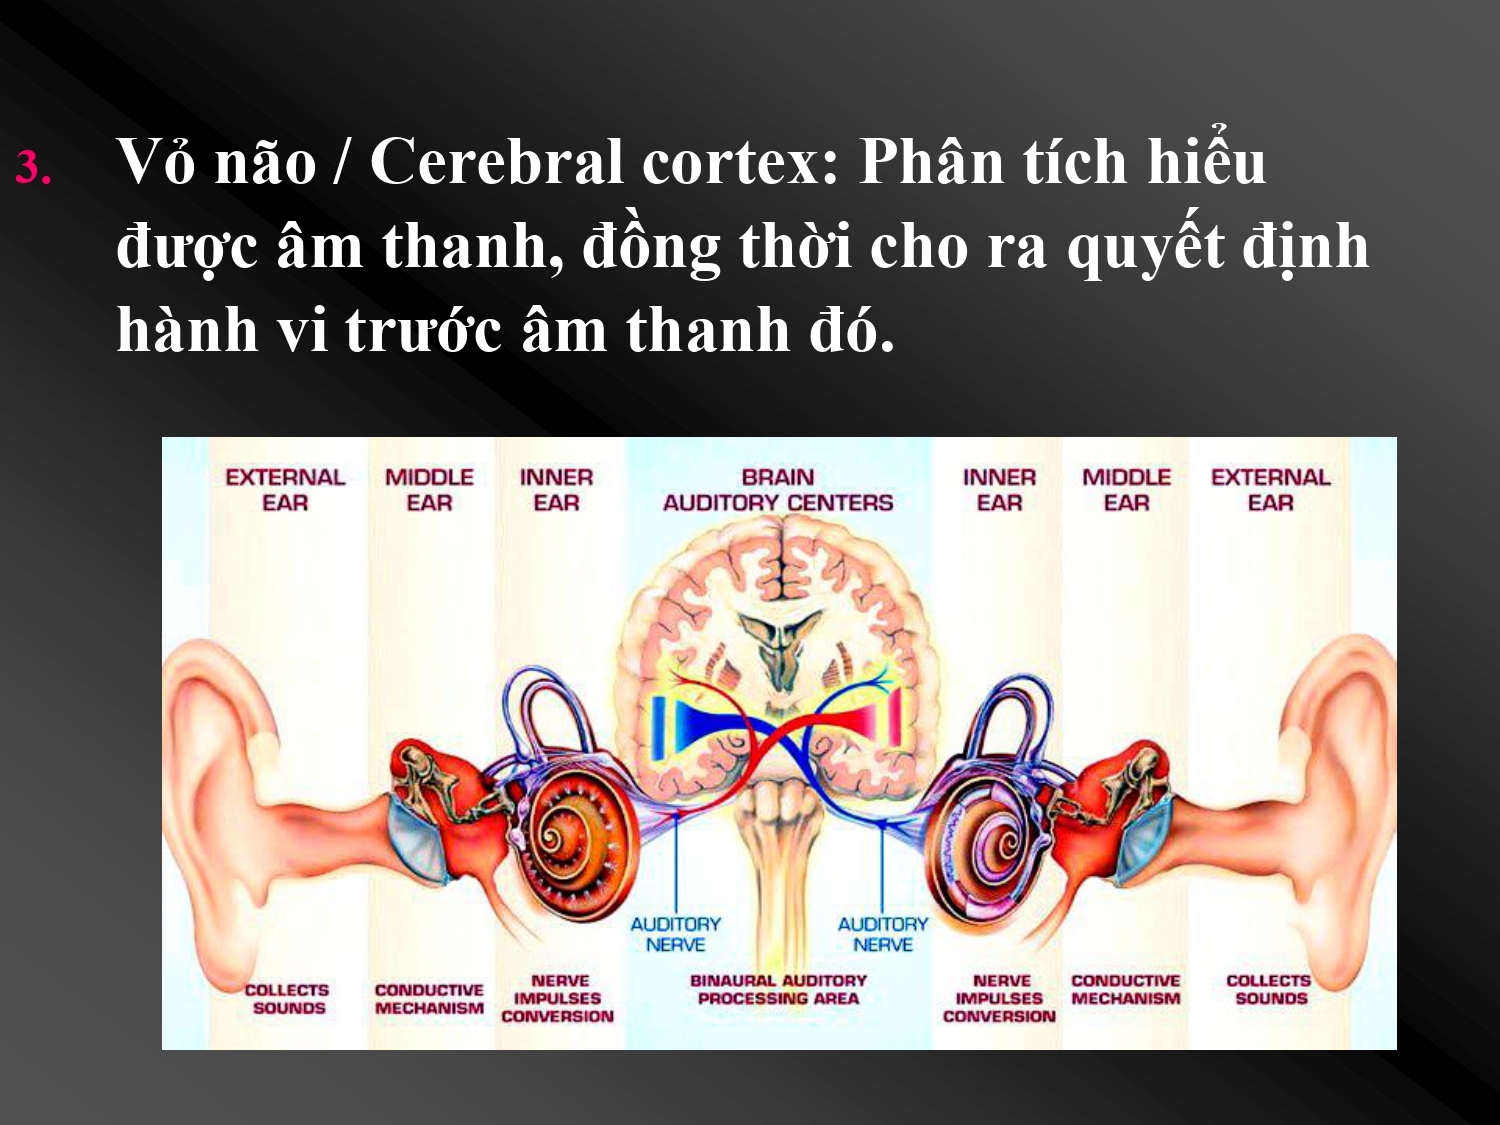 3. Vỏ não / Cerebral cortex: Phân tích hiểu
được âm thanh, đồng thời cho ra quyết định
hành vi trước âm thanh đó.
EXTERNAL
EAR
MIDDLE
EAR
INNER
EAR
BRAIN
AUDITORY CENTERS
INNER
EAR
MIDDLE
EAR
EXTERNAL
EAR
AUDITORY
NERVE
AUDITORY
NERVE
COLLECTS
SOUNDS
CONDUCTIVE
MECHANISM
NERVE
IMPULSES
CONVERSION
BINAURAL AUDITORY
PROCESSING AREA
NERVE
IMPULSES
CONVERSION
CONDUCTIVE
MECHANISM
COLLECTS
SOUNDS